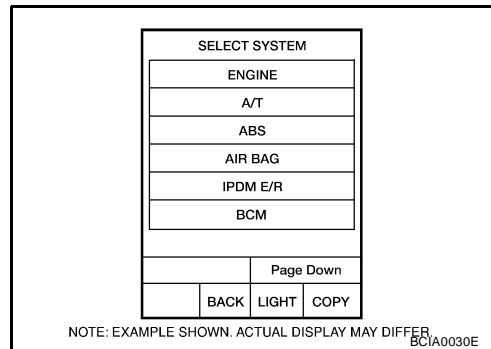 SELECT SYSTEM
ENGINE
A/T
ABS
AIR BAG
IPDM E/R
BCM
Page Down
BACK LIGHT COPY
NOTE: EXAMPLE SHOWN. ACTUAL DISPLAY MAY DIFFER.
BCIA0030E